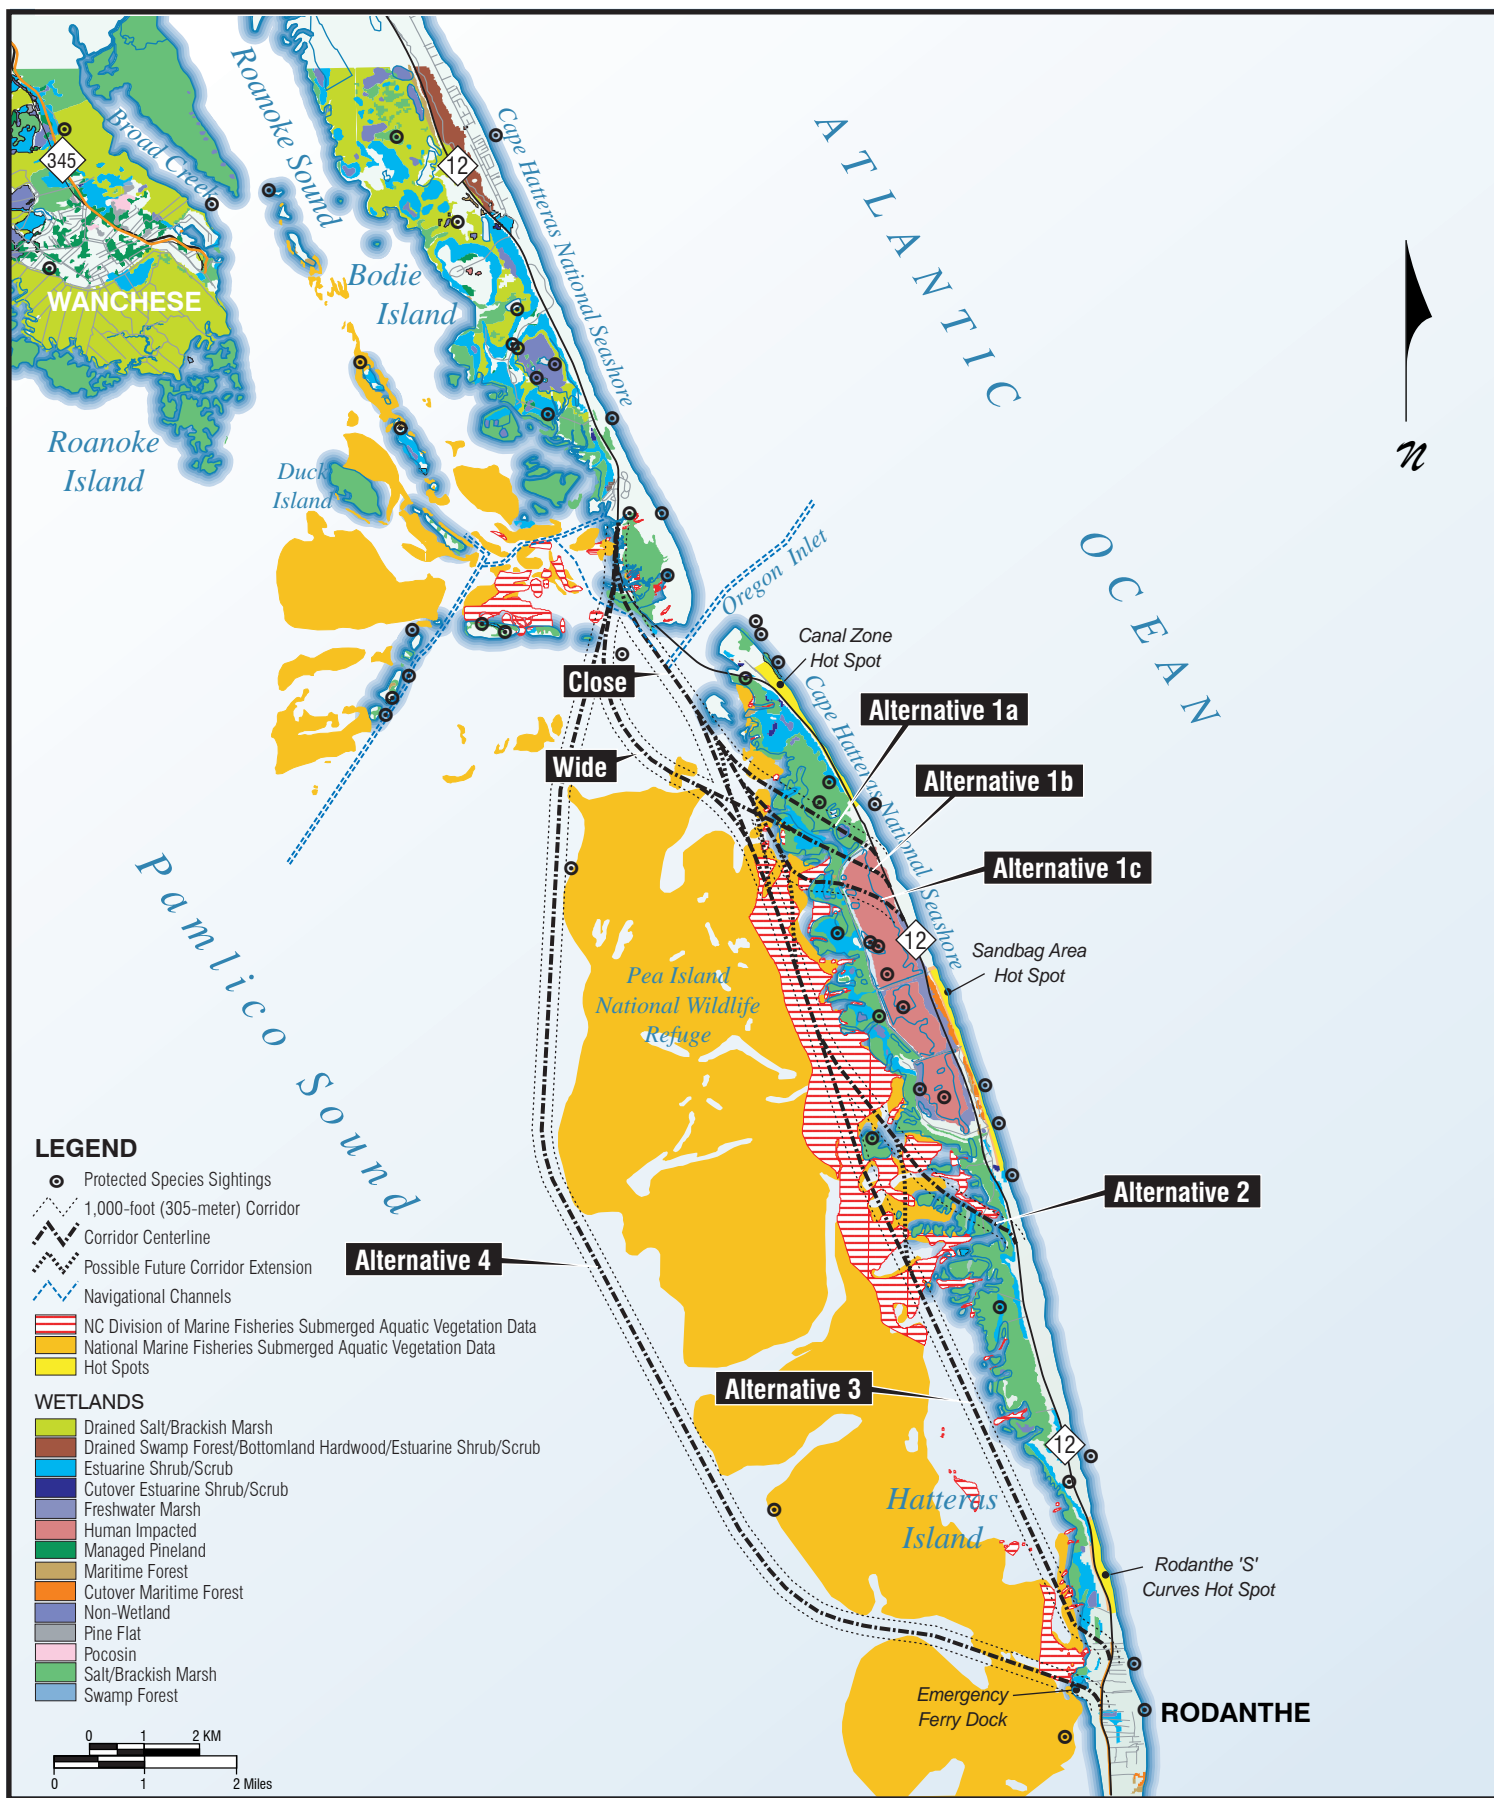 Roanoke Sound
Broad Creek
345
12
Cape Hatteras National Seashore
ATLANTIC
OCEAN
N
Bodie
Island
WANCHESE
Roanoke
Island
Duck
Island
Oregon Inlet
Canal Zone
Hot Spot
Close
Cape Hatteras National Seashore
Alternative 1a
Wide
Alternative 1b
Alternative 1c
12
Sandbag Area
Hot Spot
Pea Island
National Wildlife
Refuge
Pamlico Sound
Alternative 2
Alternative 4
Alternative 3
12
Hatteras
Island
Rodanthe 'S'
Curves Hot Spot
Emergency
Ferry Dock
RODANTHE
LEGEND
Protected Species Sightings
1,000-foot (305-meter) Corridor
Corridor Centerline
Possible Future Corridor Extension
Navigational Channels
NC Division of Marine Fisheries Submerged Aquatic Vegetation Data
National Marine Fisheries Submerged Aquatic Vegetation Data
Hot Spots
WETLANDS
Drained Salt/Brackish Marsh
Drained Swamp Forest/Bottomland Hardwood/Estuarine Shrub/Scrub
Estuarine Shrub/Scrub
Cutover Estuarine Shrub/Scrub
Freshwater Marsh
Human Impacted
Managed Pineland
Maritime Forest
Cutover Maritime Forest
Non-Wetland
Pine Flat
Pocosin
Salt/Brackish Marsh
Swamp Forest
0 1 2 KM
0 1 2 Miles